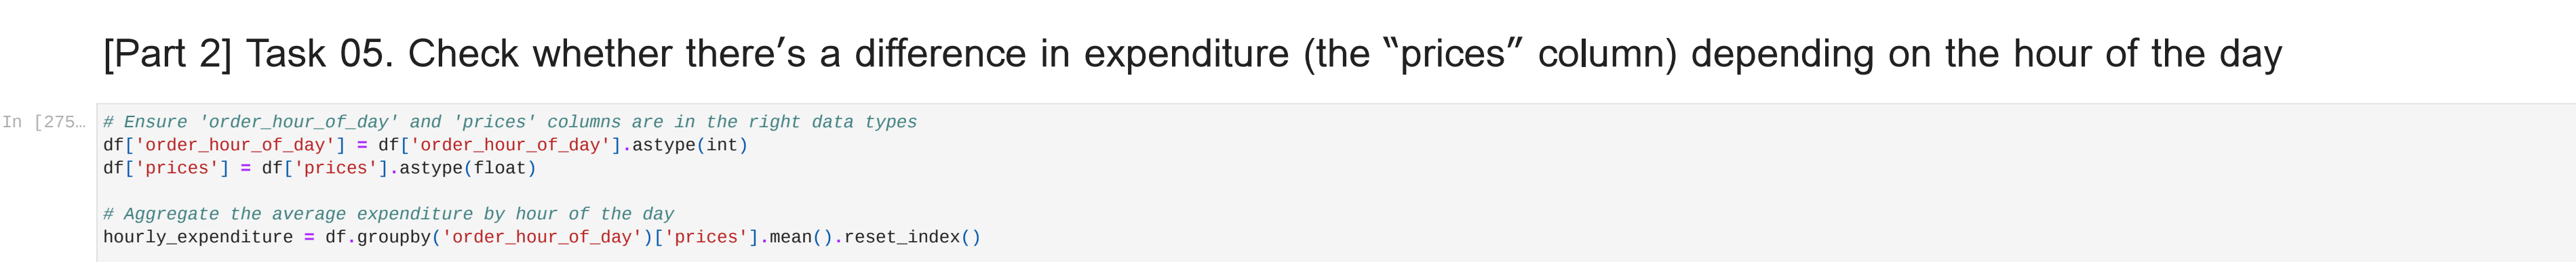 [Part 2] Task 05. Check whether there′s a difference in expenditure (the ‶prices″ column) depending on the hour of the day
In [275…
# Ensure 'order_hour_of_day' and 'prices' columns are in the right data types
df['order_hour_of_day'] = df['order_hour_of_day'].astype(int)
df['prices'] = df['prices'].astype(float)
# Aggregate the average expenditure by hour of the day
hourly_expenditure = df.groupby('order_hour_of_day')['prices'].mean().reset_index()